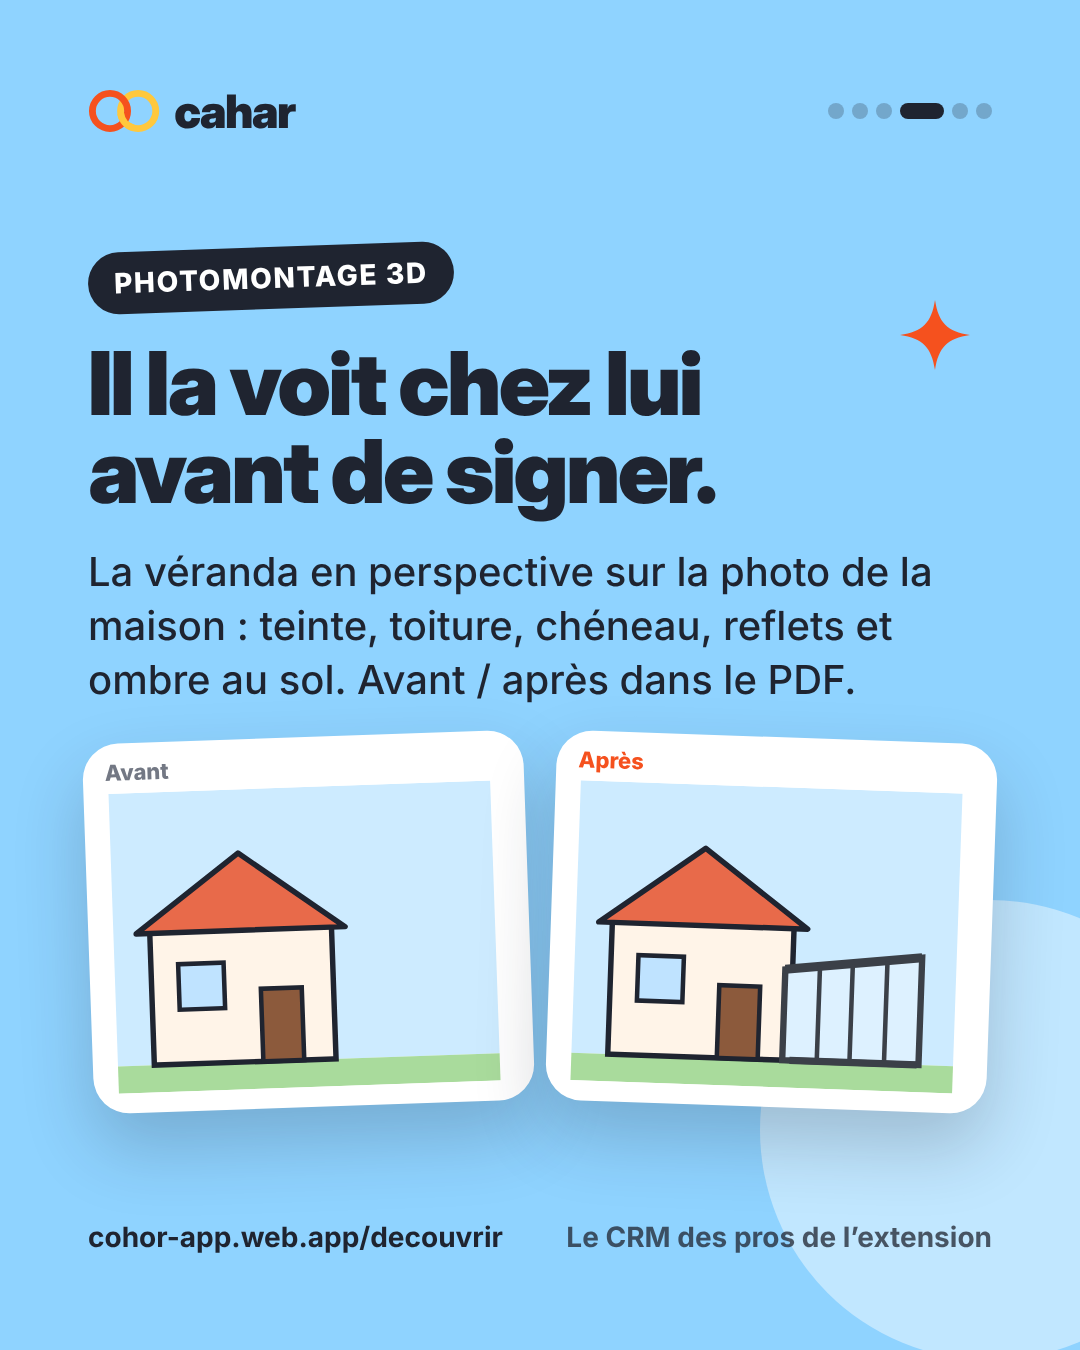 cahar
PHOTOMONTAGE 3D
Il la voit chez lui
avant de signer.
La véranda en perspective sur la photo de la
maison : teinte, toiture, chéneau, reflets et
ombre au sol. Avant / après dans le PDF.
Avant
Après
cohor-app.web.app/decouvrir
Le CRM des pros de l’extension